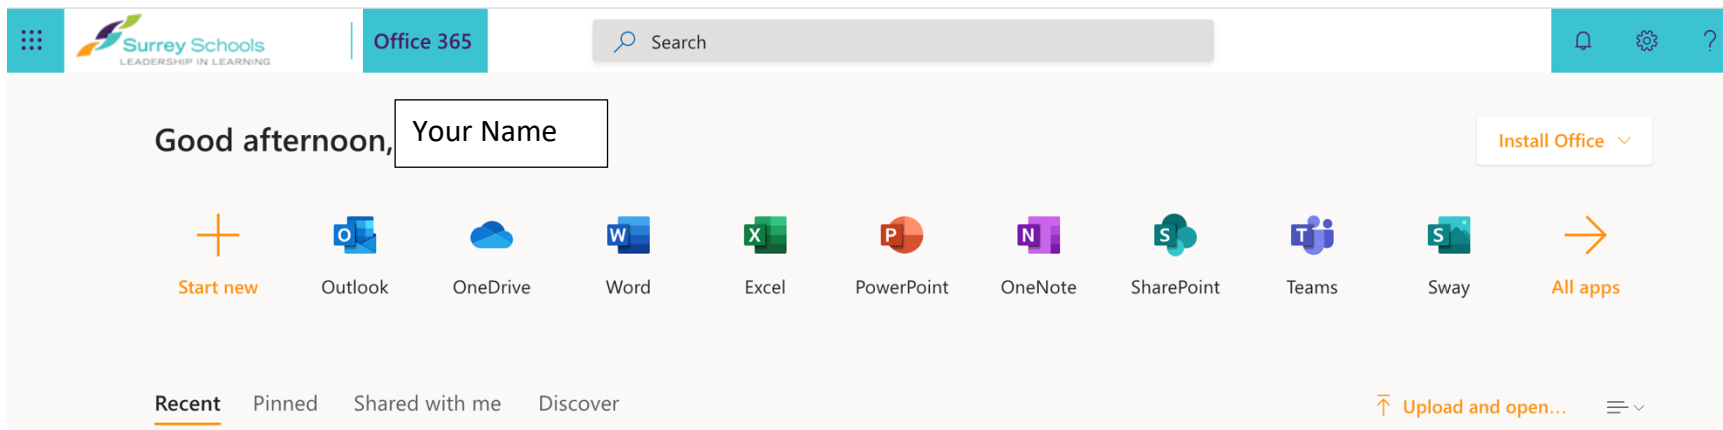 Surrey Schools
LEADERSHIP IN LEARNING
Office 365
Search
Good afternoon, Your Name
Install Office
Start new
O
Outlook
OneDrive
W
Word
X
Excel
P
PowerPoint
N
OneNote
S
SharePoint
T
Teams
S
Sway
All apps
Recent
Pinned
Shared with me
Discover
Upload and open...